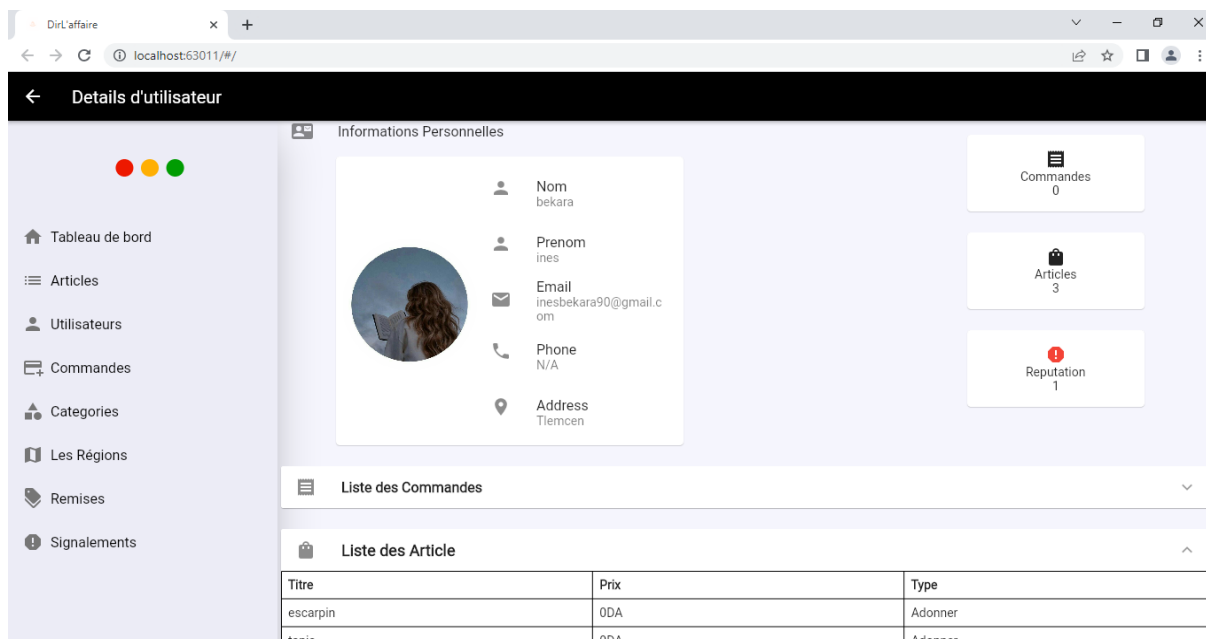 DirL'affaire
localhost:63011/#/
Details d'utilisateur
Informations Personnelles
Tableau de bord
Articles
Utilisateurs
Commandes
Categories
Les Régions
Remises
Signalements
Nom
bekara
Prenom
ines
Email
inesbekara90@gmail.c
om
Phone
N/A
Address
Tlemcen
Commandes
0
Articles
3
Reputation
1
Liste des Commandes
Liste des Article
Titre Prix Type
escarpin 0DA Adonner
0DA Adonner